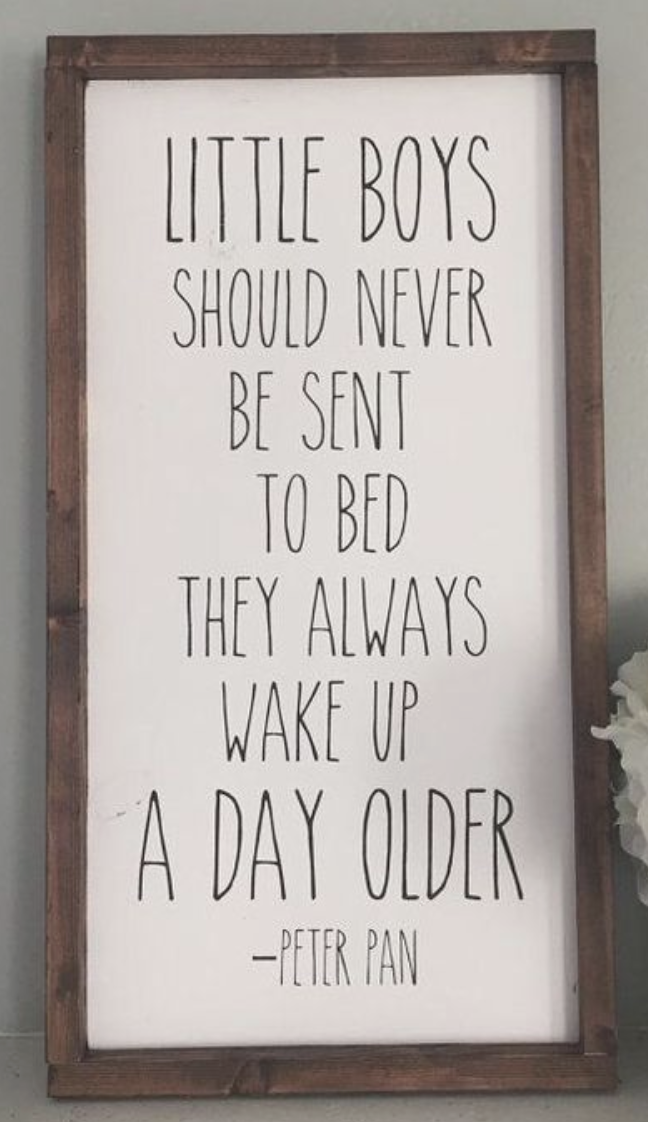 LITTLE BOYS
SHOULD NEVER
BE SENT
TO BED
THEY ALWAYS
WAKE UP
A DAY OLDER
–PETER PAN